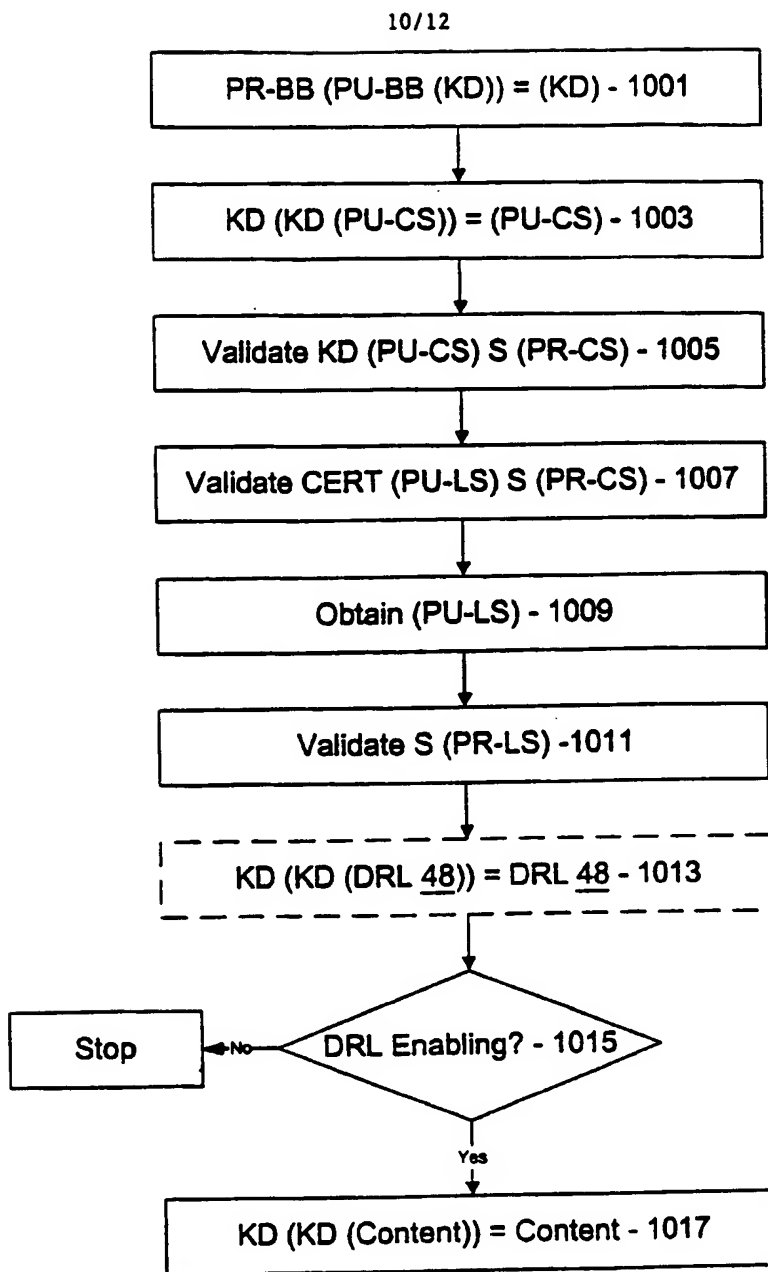 10/12
PR-BB (PU-BB (KD)) = (KD) - 1001
KD (KD (PU-CS)) = (PU-CS) - 1003
Validate KD (PU-CS) S (PR-CS) - 1005
Validate CERT (PU-LS) S (PR-CS) - 1007
Obtain (PU-LS) - 1009
Validate S (PR-LS) -1011
KD (KD (DRL 48)) = DRL 48 - 1013
Stop
No
DRL Enabling? - 1015
Yes
KD (KD (Content)) = Content - 1017